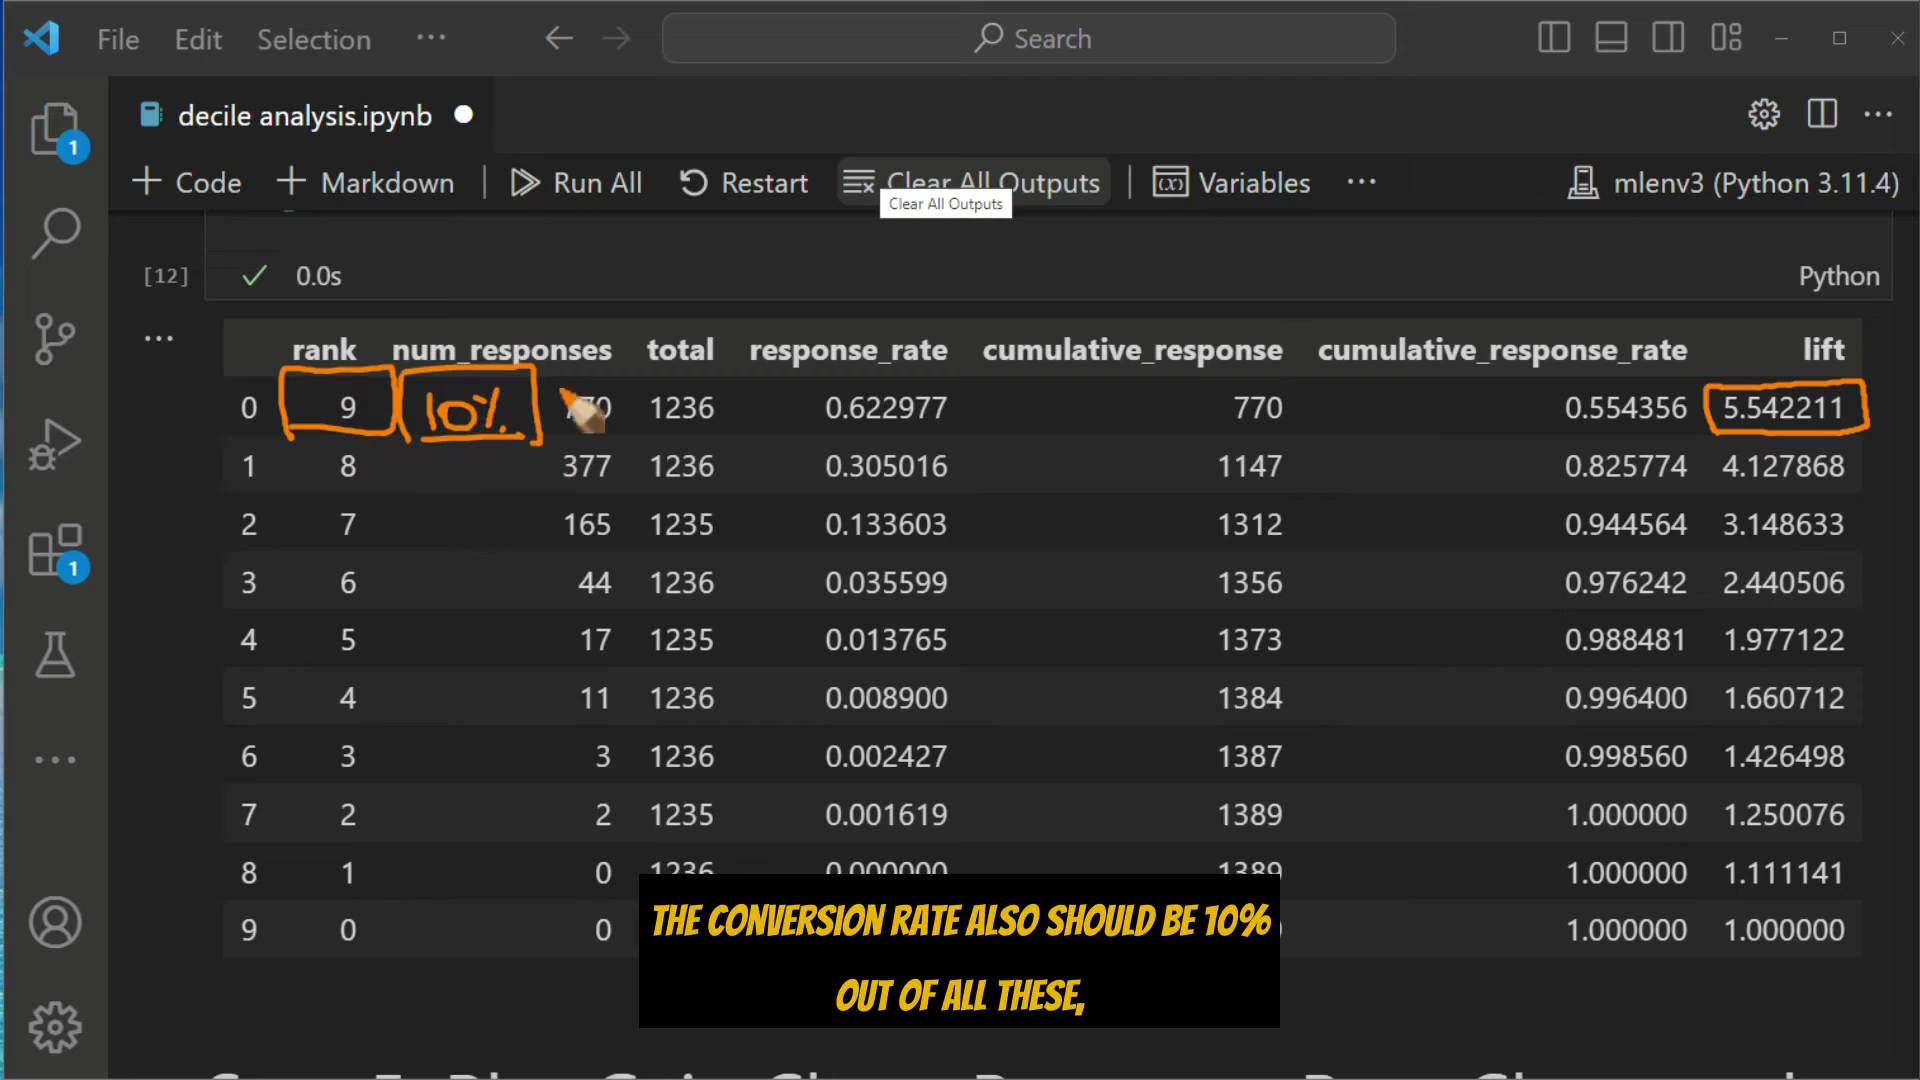 File Edit Selection ··· Search
decile analysis.ipynb
+ Code + Markdown Run All Restart Clear All Outputs Variables ··· mlenv3 (Python 3.11.4)
Clear All Outputs
[12] 0.0s Python
rank num_responses total response_rate cumulative_response cumulative_response_rate lift
0 9 10% 770 1236 0.622977 770 0.554356 5.542211
1 8 377 1236 0.305016 1147 0.825774 4.127868
2 7 165 1235 0.133603 1312 0.944564 3.148633
3 6 44 1236 0.035599 1356 0.976242 2.440506
4 5 17 1235 0.013765 1373 0.988481 1.977122
5 4 11 1236 0.008900 1384 0.996400 1.660712
6 3 3 1236 0.002427 1387 0.998560 1.426498
7 2 2 1235 0.001619 1389 1.000000 1.250076
8 1 0 1236 0.000000 1389 1.000000 1.111141
9 0 0 1.000000 1.000000
THE CONVERSION RATE ALSO SHOULD BE 10%
OUT OF ALL THESE,
1
1